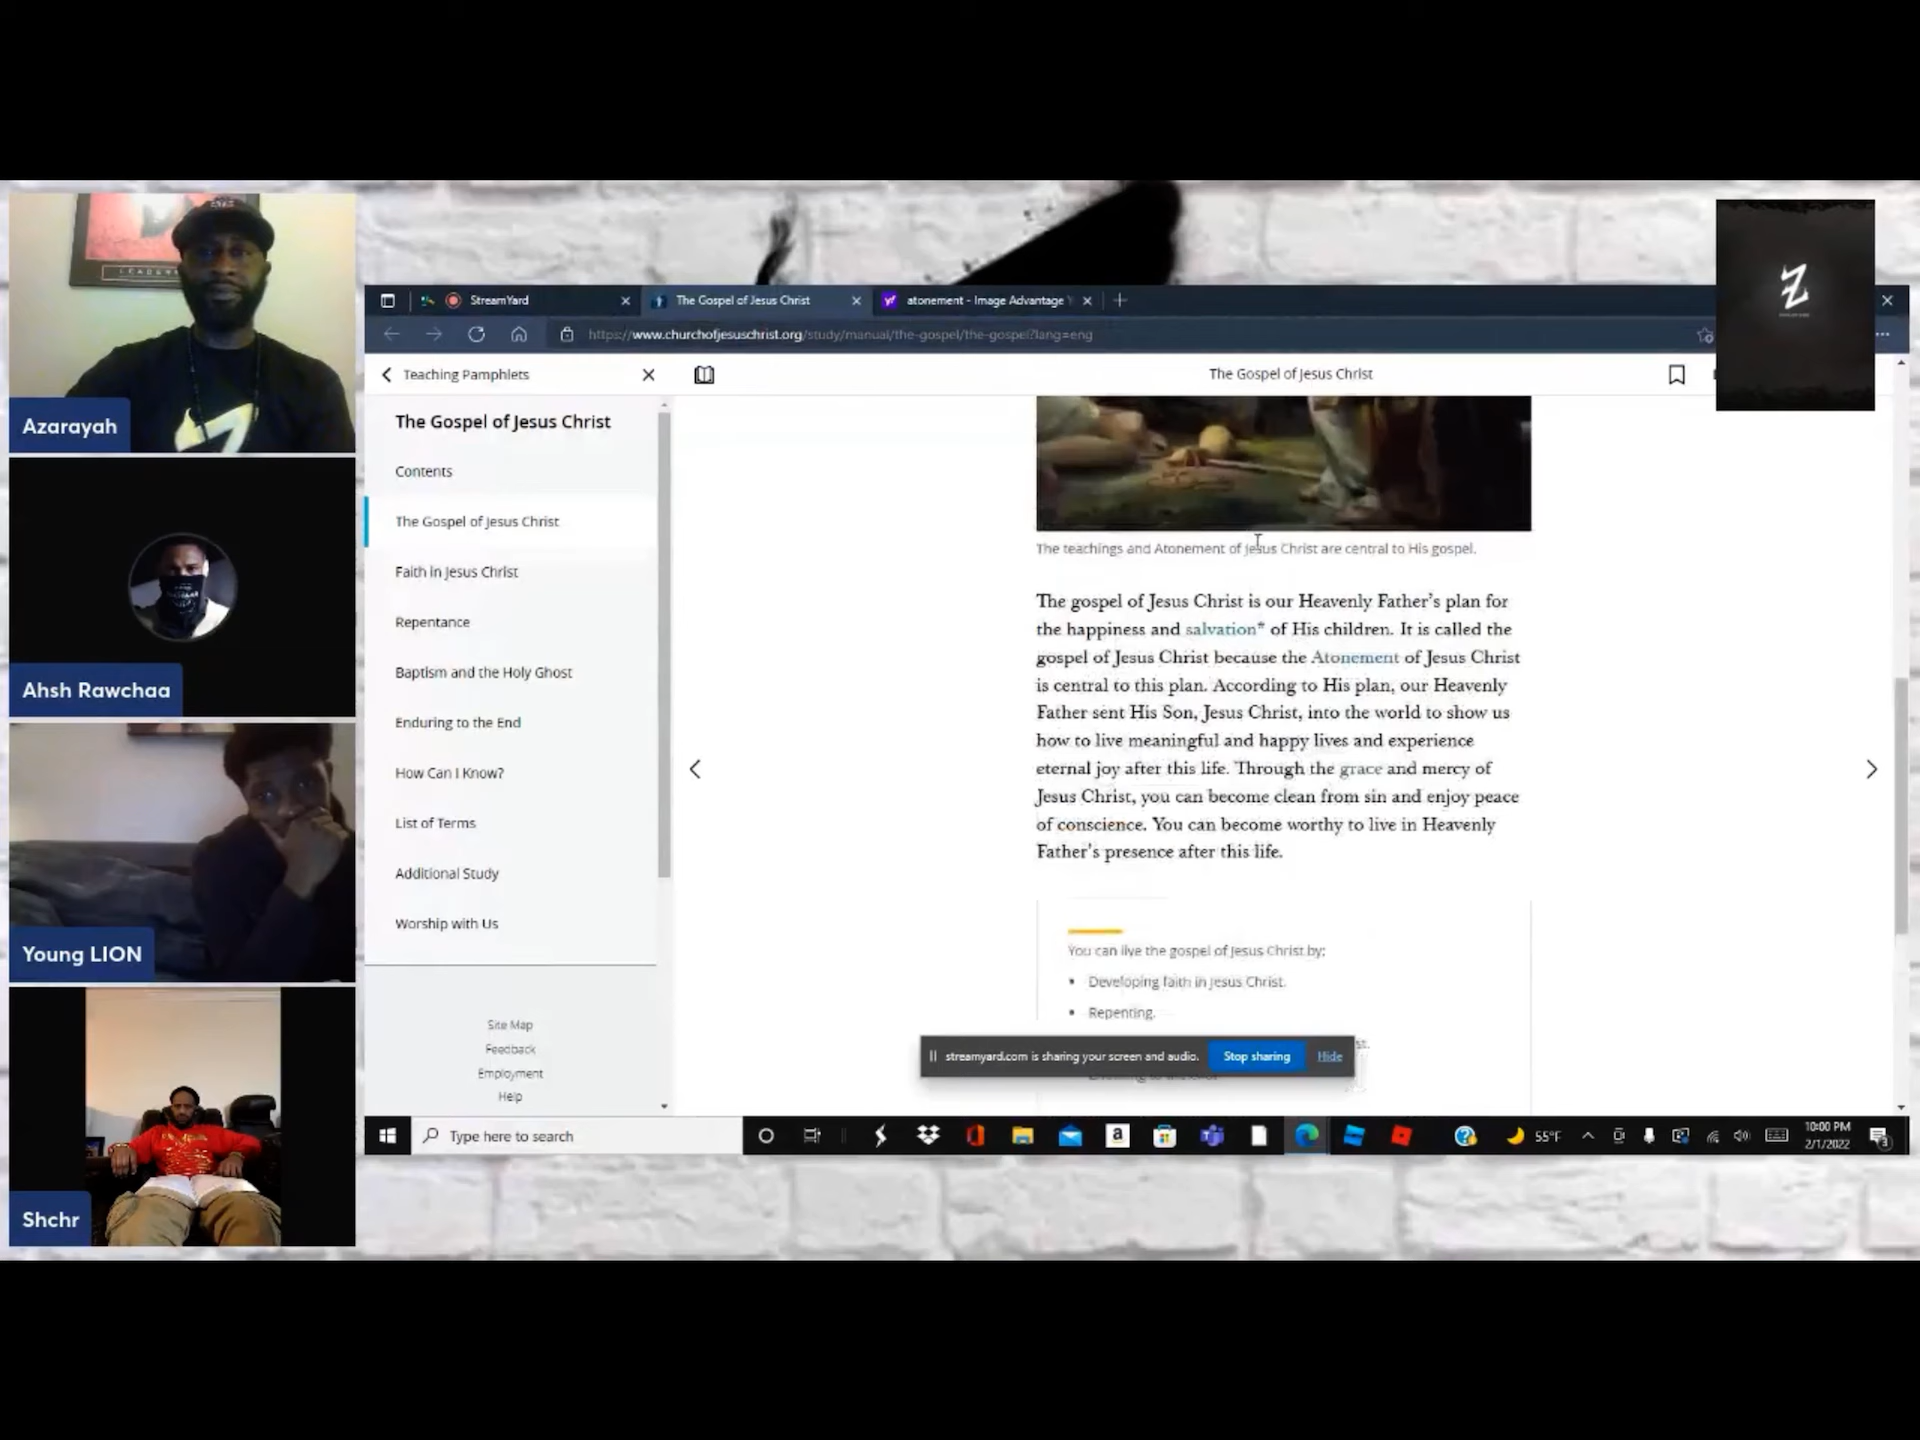 LEADERS
Azarayah
Ahsh Rawchaa
Young LION
Shchr
StreamYard
The Gospel of Jesus Christ
atonement - Image Advantage
https://www.churchofjesuschrist.org/study/manual/the-gospel/the-gospel?lang=eng
Teaching Pamphlets
The Gospel of Jesus Christ
The Gospel of Jesus Christ
Contents
The Gospel of Jesus Christ
Faith in Jesus Christ
Repentance
Baptism and the Holy Ghost
Enduring to the End
How Can I Know?
List of Terms
Additional Study
Worship with Us
Site Map
Feedback
Employment
Help
The teachings and Atonement of Jesus Christ are central to His gospel.
The gospel of Jesus Christ is our Heavenly Father's plan for
the happiness and salvation* of His children. It is called the
gospel of Jesus Christ because the Atonement of Jesus Christ
is central to this plan. According to His plan, our Heavenly
Father sent His Son, Jesus Christ, into the world to show us
how to live meaningful and happy lives and experience
eternal joy after this life. Through the grace and mercy of
Jesus Christ, you can become clean from sin and enjoy peace
of conscience. You can become worthy to live in Heavenly
Father's presence after this life.
You can live the gospel of Jesus Christ by:
• Developing faith in Jesus Christ.
• Repenting.
streamyard.com is sharing your screen and audio.
Stop sharing
Hide
Type here to search
55°F
10:00 PM
2/1/2022